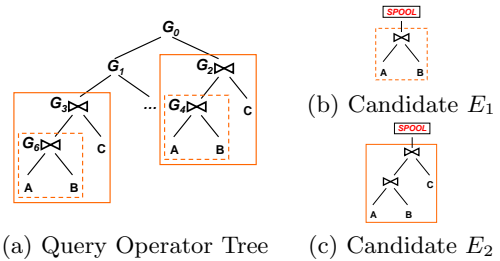 G0
G1
G2
G3
...
G4
C
G6
C
A
B
A
B
(a) Query Operator Tree
SPOOL
A
B
(b) Candidate E1
SPOOL
C
A
B
(c) Candidate E2